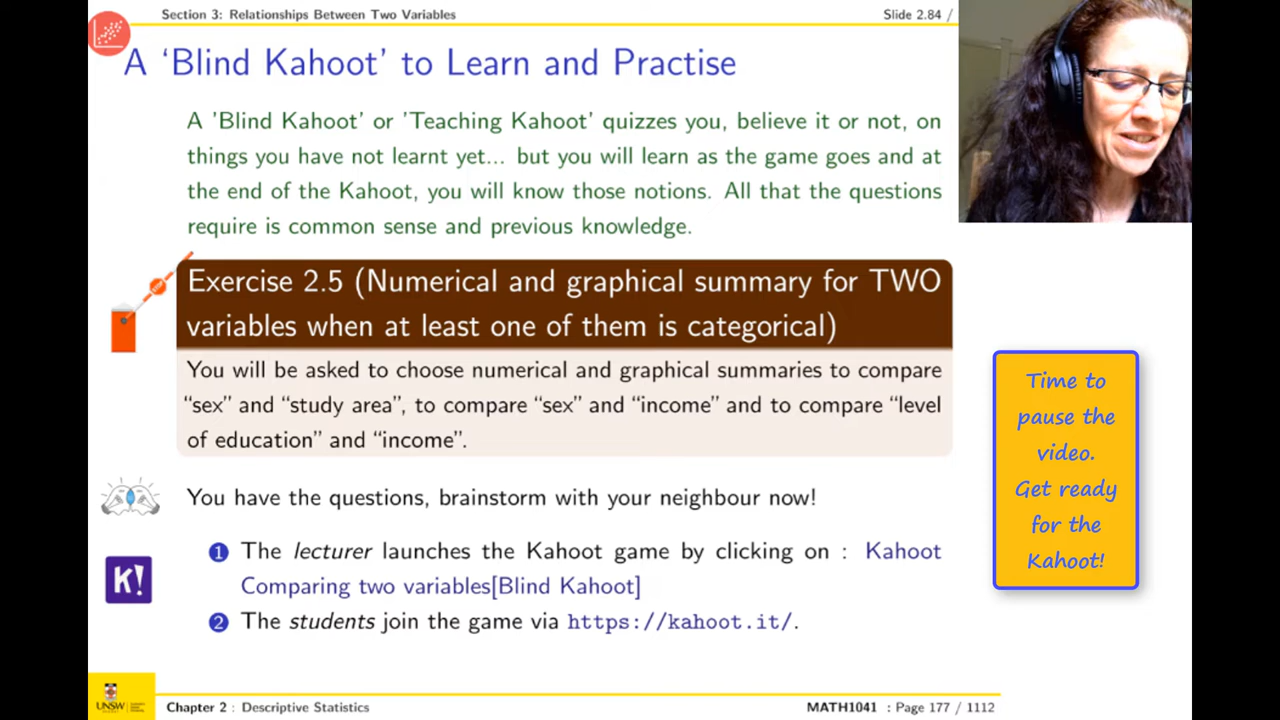 Section 3: Relationships Between Two Variables
Slide 2.84 /
A ‘Blind Kahoot’ to Learn and Practise
A ’Blind Kahoot’ or ’Teaching Kahoot’ quizzes you, believe it or not, on
things you have not learnt yet... but you will learn as the game goes and at
the end of the Kahoot, you will know those notions. All that the questions
require is common sense and previous knowledge.
Exercise 2.5 (Numerical and graphical summary for TWO
variables when at least one of them is categorical)
You will be asked to choose numerical and graphical summaries to compare
“sex” and “study area”, to compare “sex” and “income” and to compare “level
of education” and “income”.
You have the questions, brainstorm with your neighbour now!
1 The lecturer launches the Kahoot game by clicking on : Kahoot
Comparing two variables[Blind Kahoot]
2 The students join the game via https://kahoot.it/.
K!
Time to
pause the
video.
Get ready
for the
Kahoot!
UNSW
Chapter 2 : Descriptive Statistics
MATH1041 : Page 177 / 1112